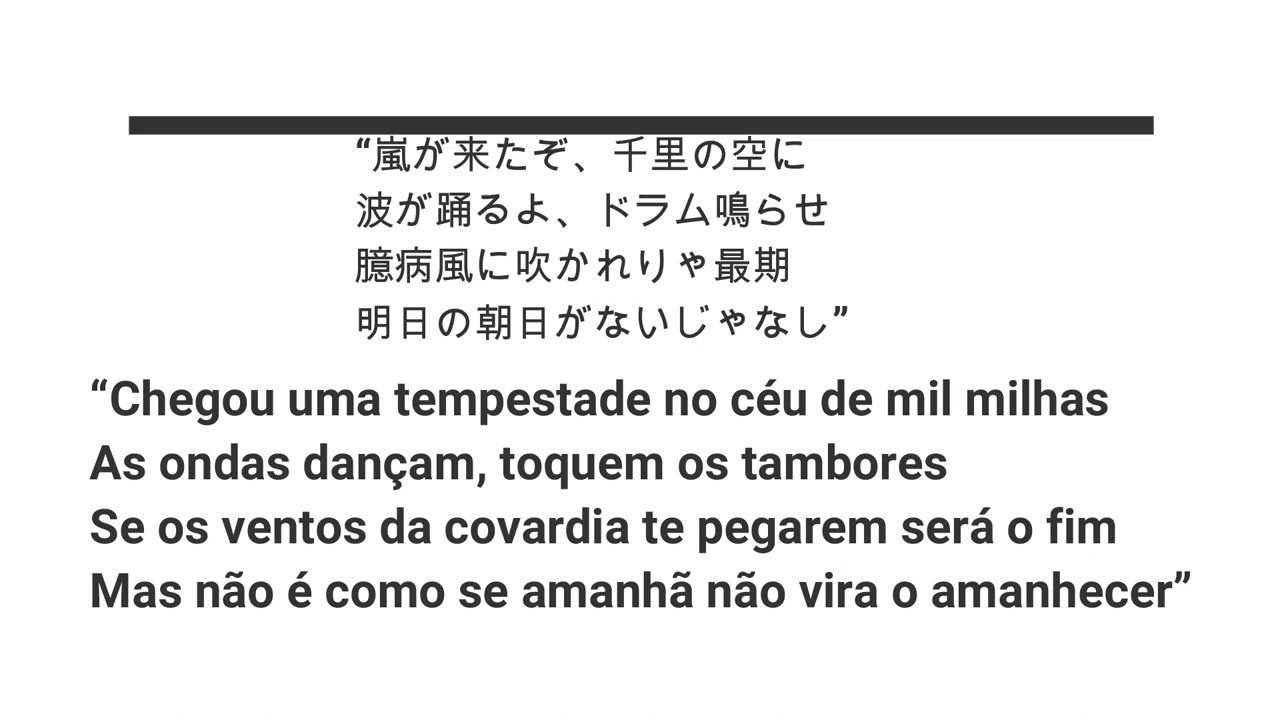 “嵐が来たぞ、千里の空に
波が踊るよ、ドラム鳴らせ
臆病風に吹かれりゃ最期
明日の朝日がないじゃなし”
“Chegou uma tempestade no céu de mil milhas
As ondas dançam, toquem os tambores
Se os ventos da covardia te pegarem será o fim
Mas não é como se amanhã não vira o amanhecer”